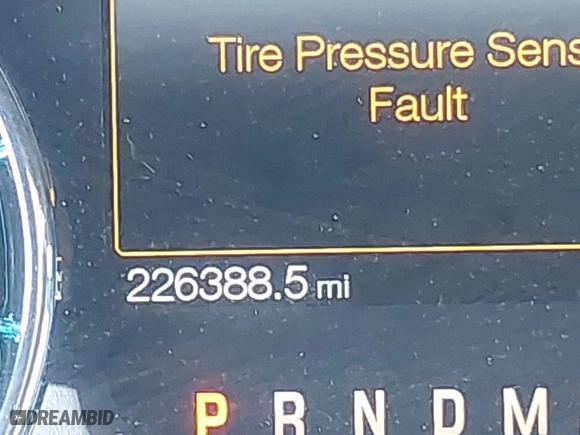 Tire Pressure Sens
Fault
226388.5 mi
P R N D M
DREAMBID